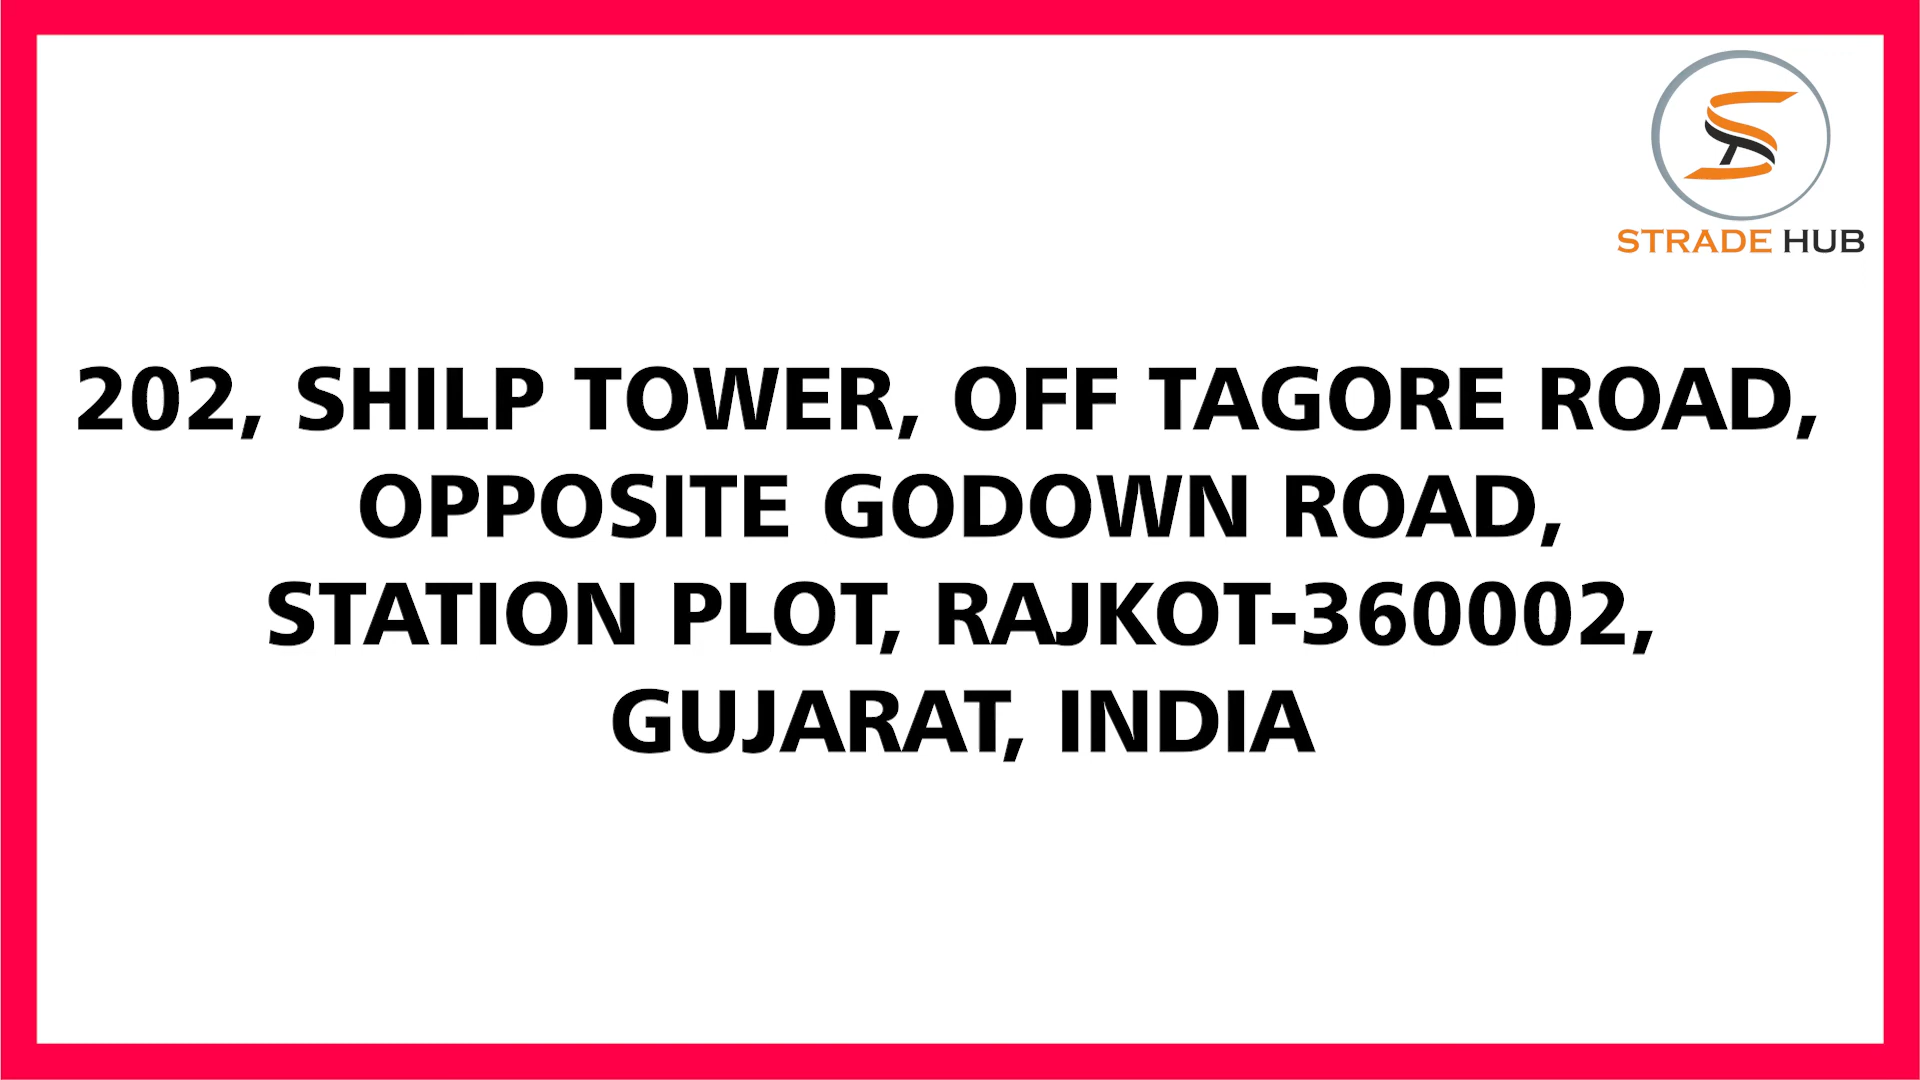 STRADE HUB
202, SHILP TOWER, OFF TAGORE ROAD,
OPPOSITE GODOWN ROAD,
STATION PLOT, RAJKOT-360002,
GUJARAT, INDIA